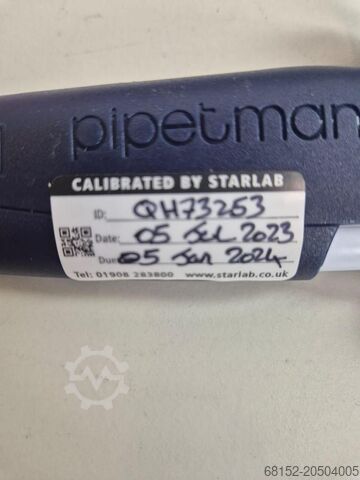 pipetman
CALIBRATED BY STARLAB
ID: QH73253
Date: 05 Jul 2023
Due: 05 Jan 2024
Tel: 01908 283800 www.starlab.co.uk
68152-20504005